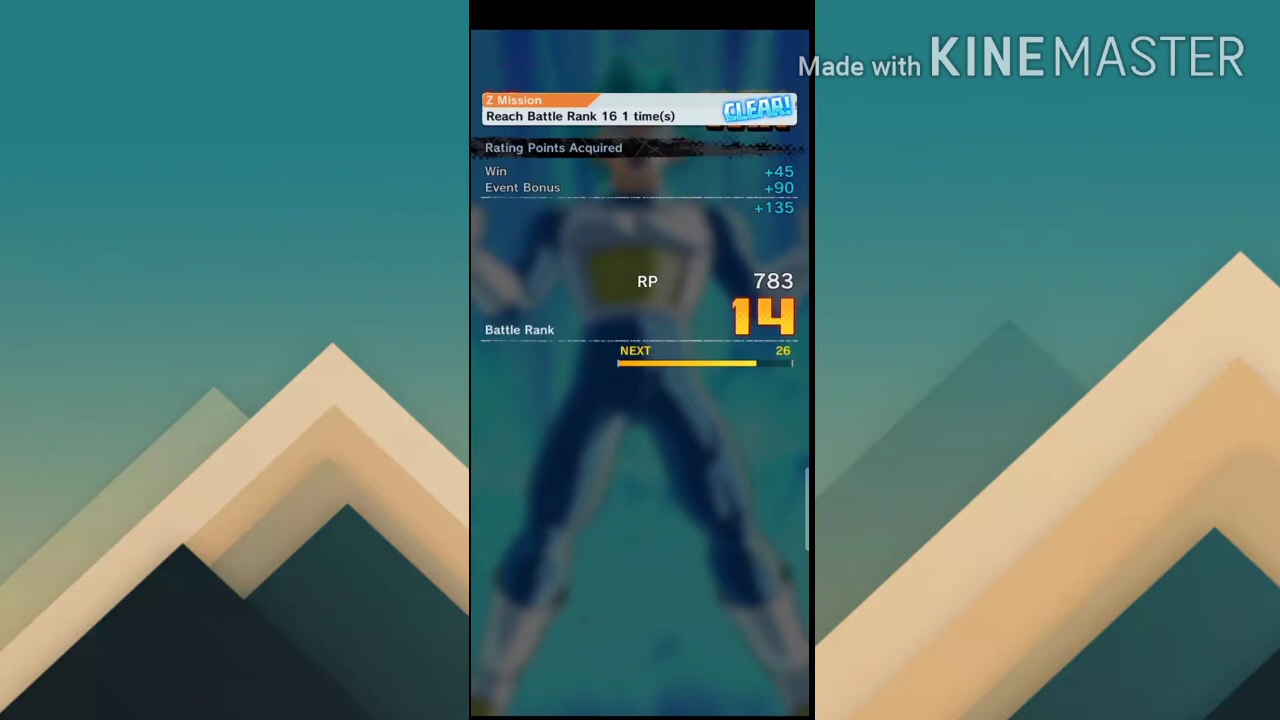 Made with KINEMASTER
Z Mission
Reach Battle Rank 16 1 time(s)
CLEAR!
Rating Points Acquired
Win +45
Event Bonus +90
+135
RP 783
Battle Rank 14
NEXT 26